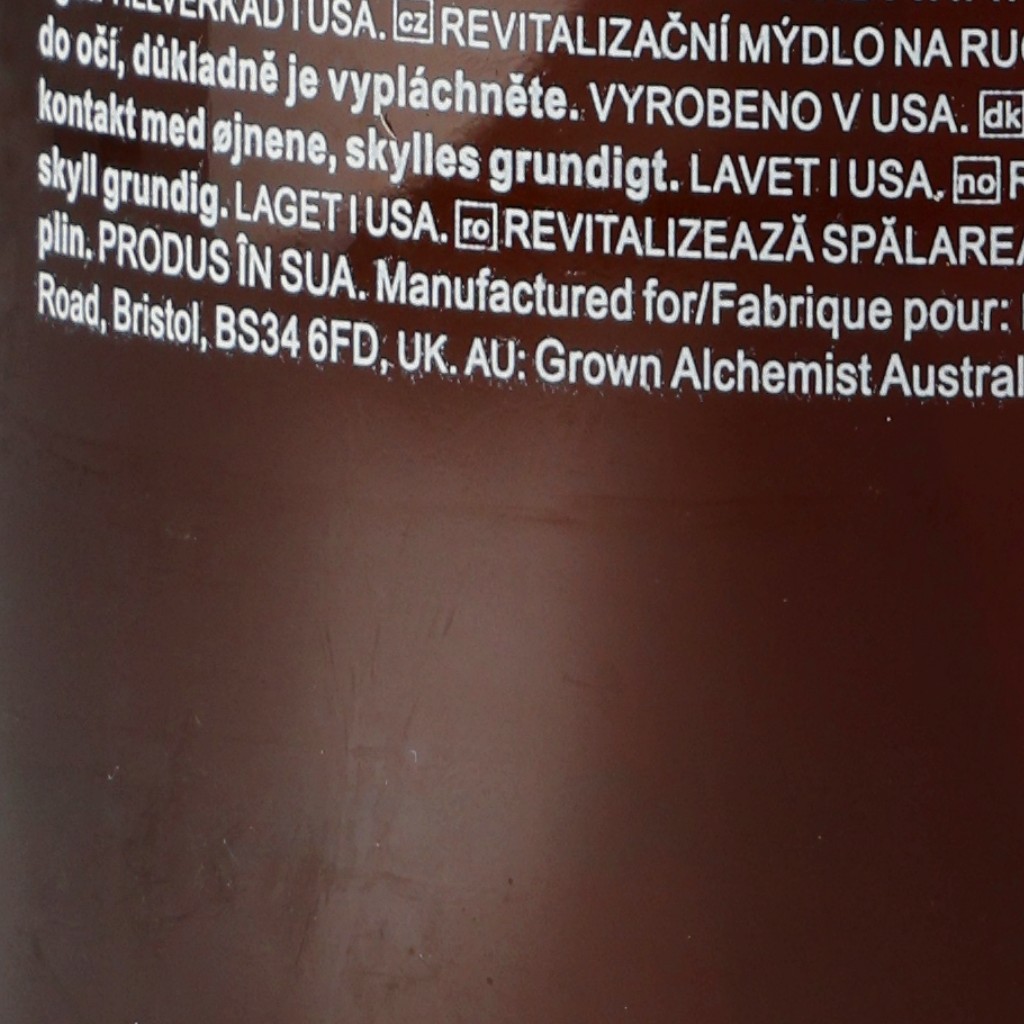 TILLVERKAD I USA. cz REVITALIZAČNÍ MÝDLO NA
do očí, důkladně je vypláchněte. VYROBENO V USA. dk
kontakt med øjnene, skylles grundigt. LAVET I USA. no
skyll grundig. LAGET I USA. ro REVITALIZEAZĂ SPĂLAREA
plin. PRODUS ÎN SUA. Manufactured for/Fabrique pour:
Road, Bristol, BS34 6FD, UK. AU: Grown Alchemist Austral